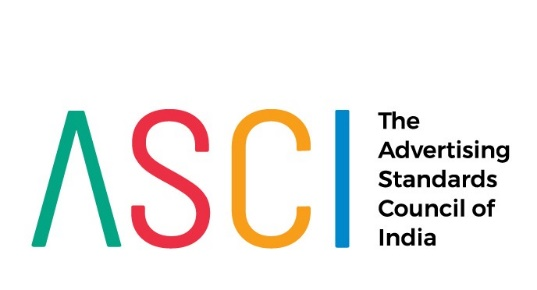 ASCI
The
Advertising
Standards
Council of
India